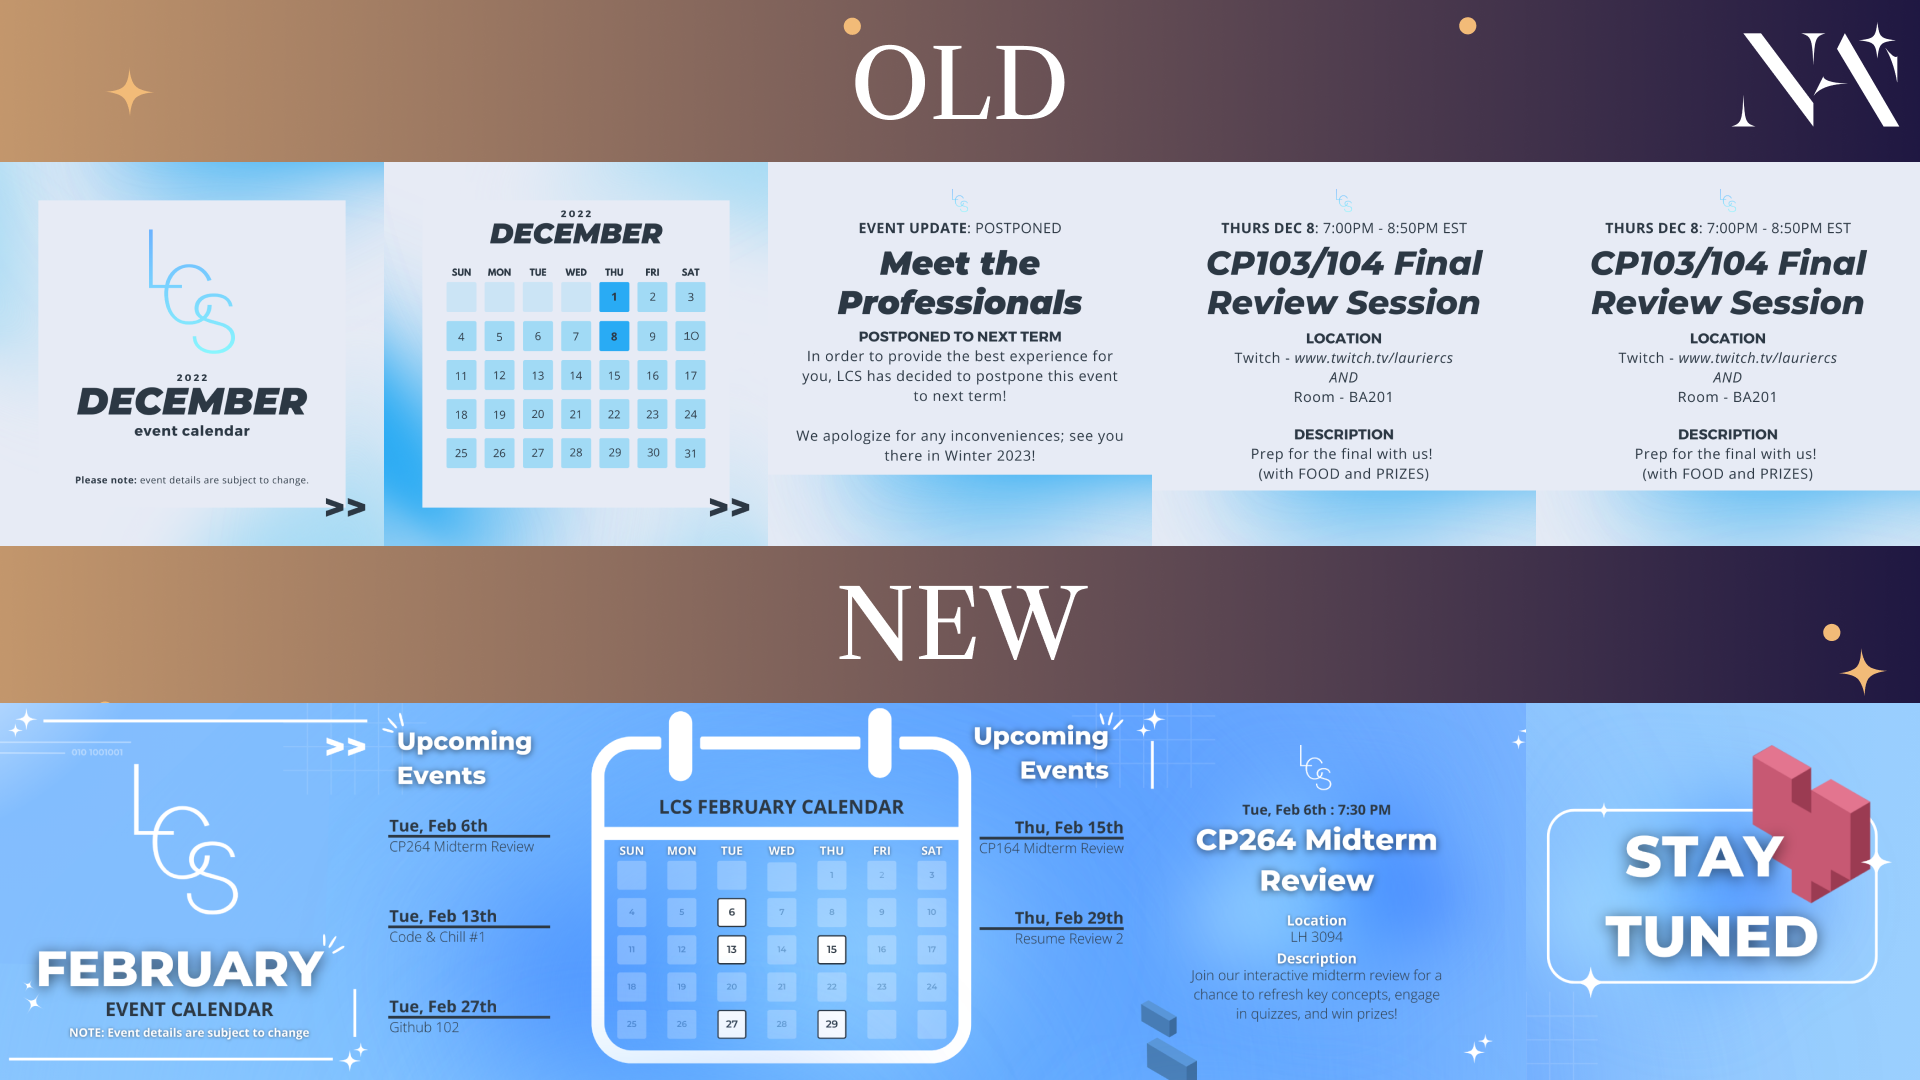 OLD
NA
LCS
2022
DECEMBER
event calendar
Please note: event details are subject to change.
>>
2022
DECEMBER
SUN MON TUE WED THU FRI SAT
1 2 3
4 5 6 7 8 9 10
11 12 13 14 15 16 17
18 19 20 21 22 23 24
25 26 27 28 29 30 31
>>
LCS
EVENT UPDATE: POSTPONED
Meet the
Professionals
POSTPONED TO NEXT TERM
In order to provide the best experience for
you, LCS has decided to postpone this event
to next term!
We apologize for any inconveniences; see you
there in Winter 2023!
LCS
THURS DEC 8: 7:00PM - 8:50PM EST
CP103/104 Final
Review Session
LOCATION
Twitch - www.twitch.tv/lauriercs
AND
Room - BA201
DESCRIPTION
Prep for the final with us!
(with FOOD and PRIZES)
LCS
THURS DEC 8: 7:00PM - 8:50PM EST
CP103/104 Final
Review Session
LOCATION
Twitch - www.twitch.tv/lauriercs
AND
Room - BA201
DESCRIPTION
Prep for the final with us!
(with FOOD and PRIZES)
NEW
010 1001001
>>
LCS
FEBRUARY
EVENT CALENDAR
NOTE: Event details are subject to change
Upcoming
Events
Tue, Feb 6th
CP264 Midterm Review
Tue, Feb 13th
Code & Chill #1
Tue, Feb 27th
Github 102
LCS FEBRUARY CALENDAR
SUN MON TUE WED THU FRI SAT
1 2 3
4 5 6 7 8 9 10
11 12 13 14 15 16 17
18 19 20 21 22 23 24
25 26 27 28 29
Upcoming
Events
Thu, Feb 15th
CP164 Midterm Review
Thu, Feb 29th
Resume Review 2
LCS
Tue, Feb 6th : 7:30 PM
CP264 Midterm
Review
Location
LH 3094
Description
Join our interactive midterm review for a
chance to refresh key concepts, engage
in quizzes, and win prizes!
STAY
TUNED